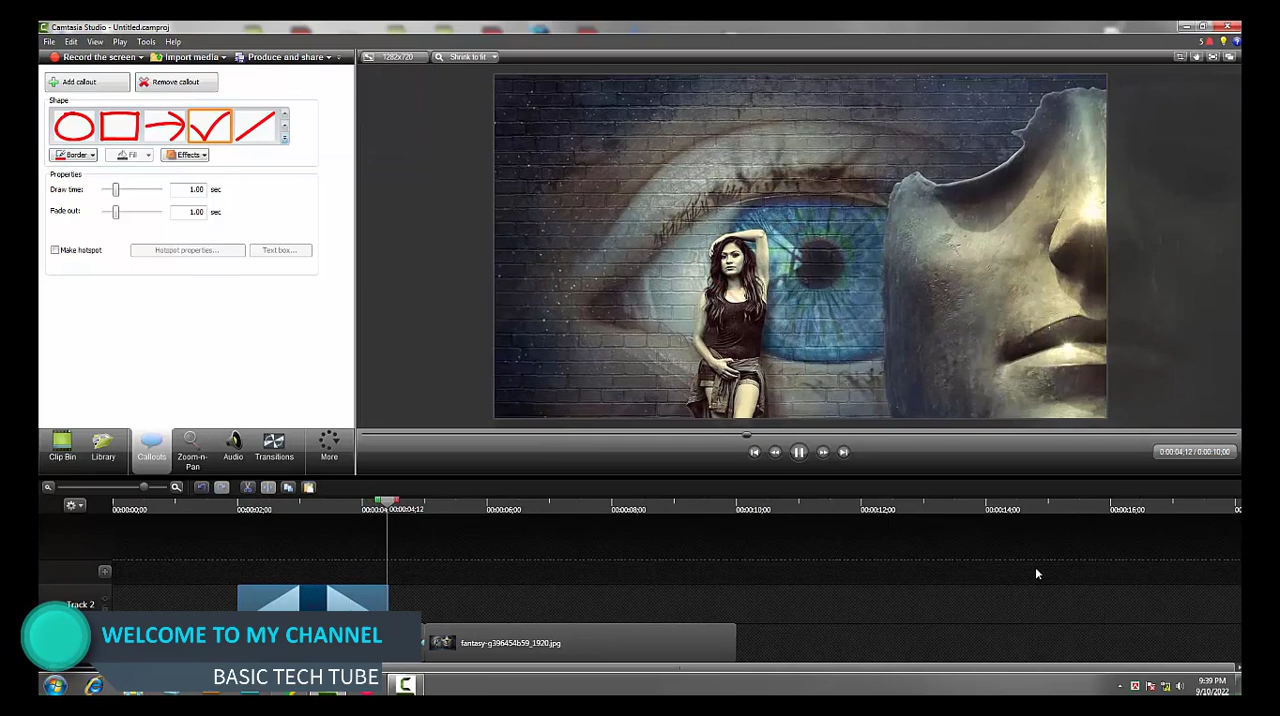 Camtasia Studio - Untitled.camproj
File Edit View Play Tools Help
5
Record the screen Import media Produce and share
1282x720 Shrink to fit
Add callout Remove callout
Shape
Border Fill Effects
Properties
Draw time: 1.00 sec
Fade out: 1.00 sec
Make hotspot Hotspot properties... Text box...
Clip Bin Library Callouts Zoom-n-Pan Audio Transitions More
0:00:04;12 / 0:00:10;00
00:00:00;00 00:00:02;00 00:00:04 00:00:04;12 00:00:06;00 00:00:08;00 00:00:10;00 00:00:12;00 00:00:14;00 00:00:16;00
Track 2
WELCOME TO MY CHANNEL
fantasy-g396454b59_1920.jpg
BASIC TECH TUBE
9:39 PM
9/10/2022